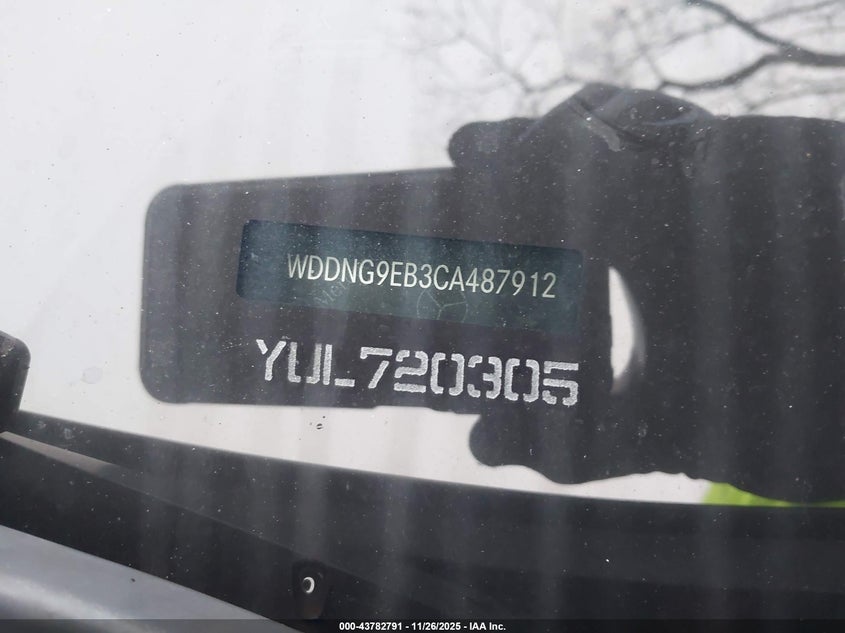 WDDNG9EB3CA487912
YUL720305
000-43782791 - 11/26/2025 - IAA Inc.